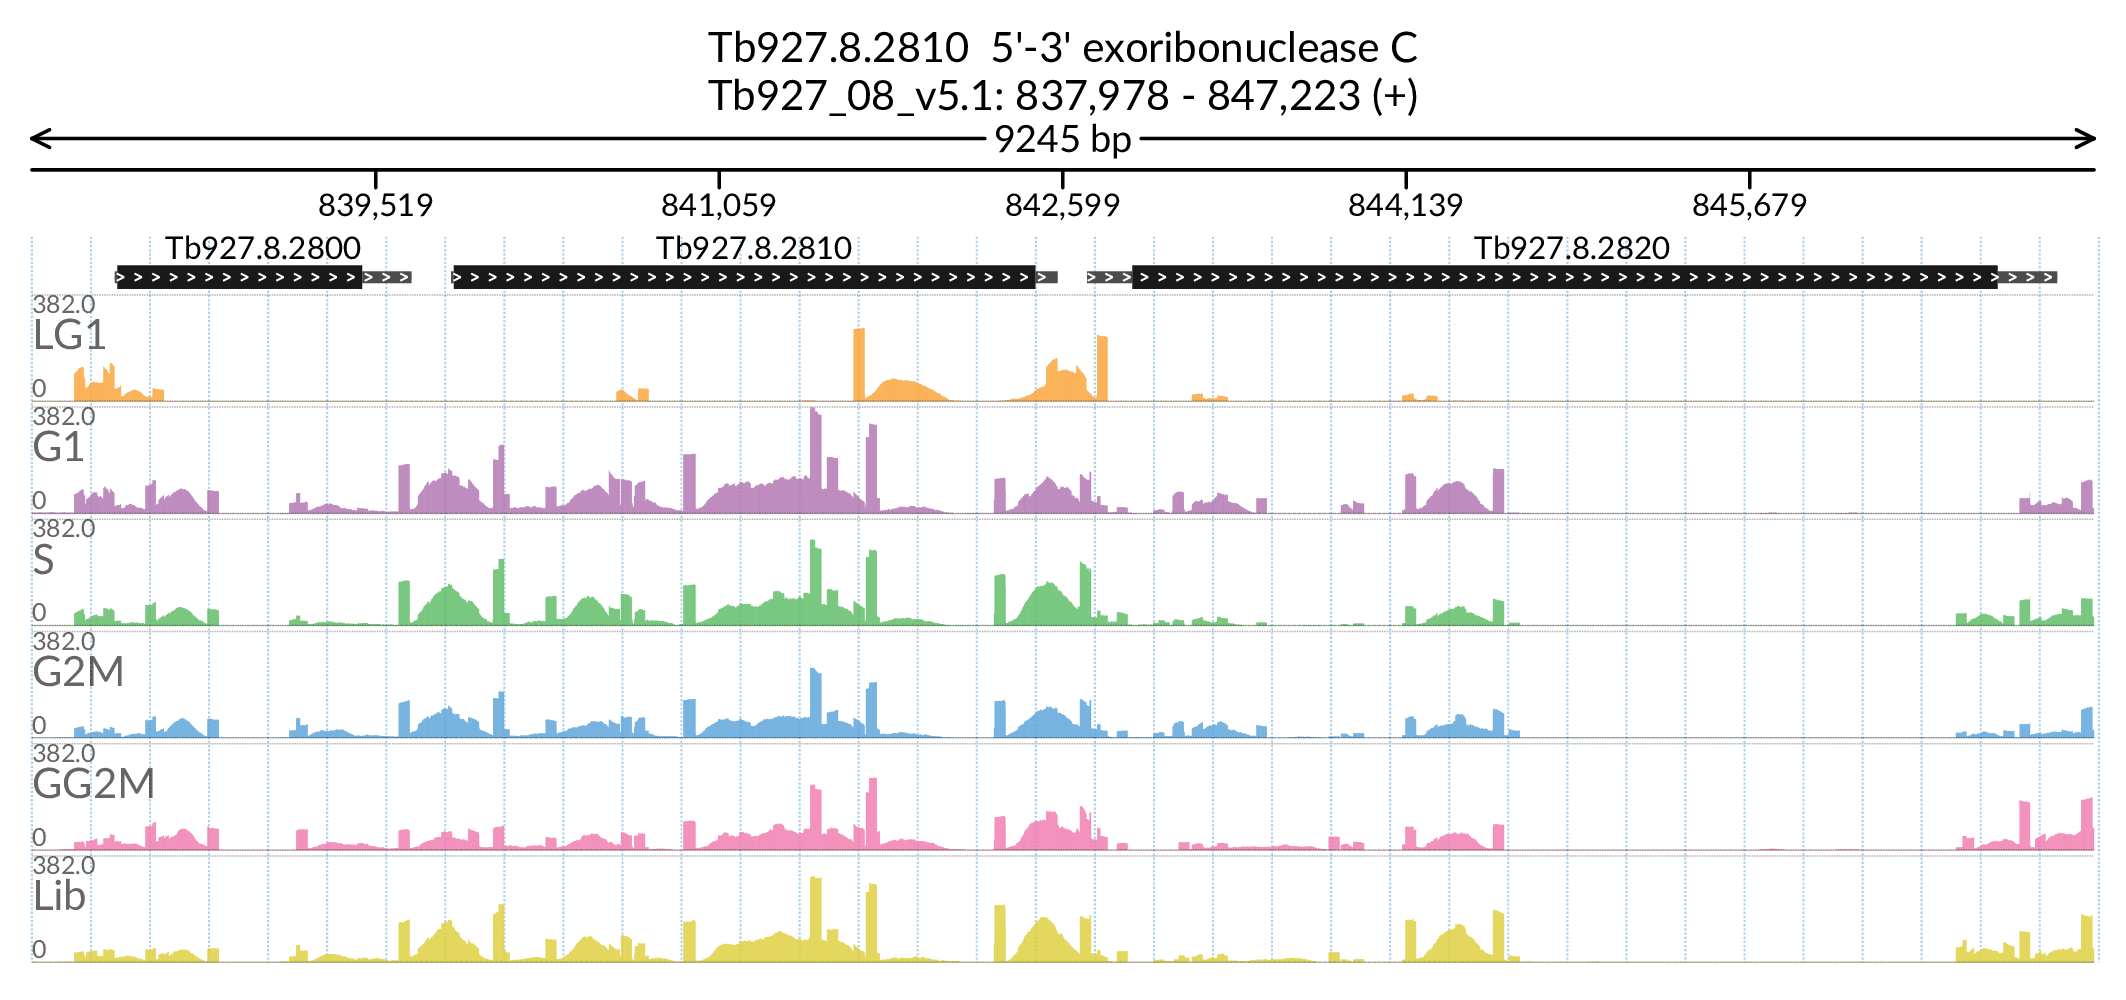 Tb927.8.2810  5'-3' exoribonuclease C
Tb927_08_v5.1: 837,978 - 847,223 (+)
9245 bp
839,519 841,059 842,599 844,139 845,679
Tb927.8.2800 Tb927.8.2810 Tb927.8.2820
382.0
LG1
0
382.0
G1
0
382.0
S
0
382.0
G2M
0
382.0
GG2M
0
382.0
Lib
0